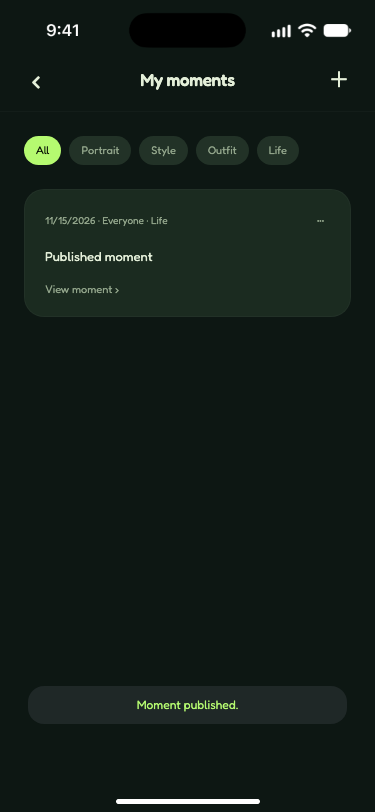 9:41
My moments
All Portrait Style Outfit Life
11/15/2026 · Everyone · Life ···
Published moment
View moment ›
Moment published.